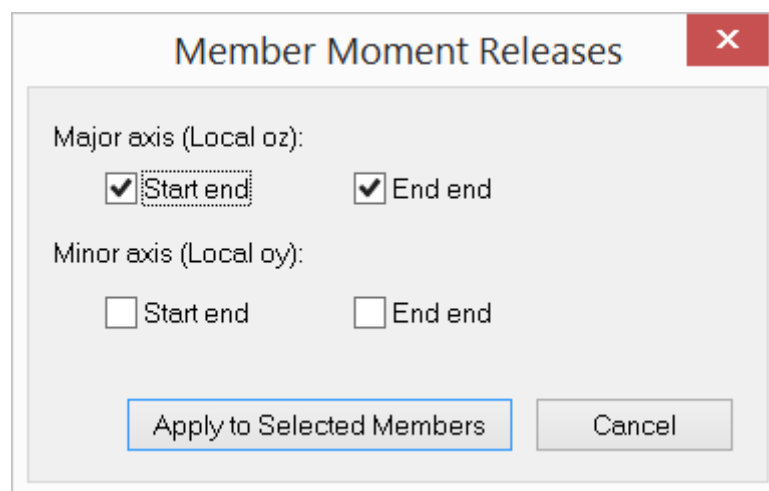 Member Moment Releases
Major axis (Local oz):
Start end End end
Minor axis (Local oy):
Start end End end
Apply to Selected Members Cancel